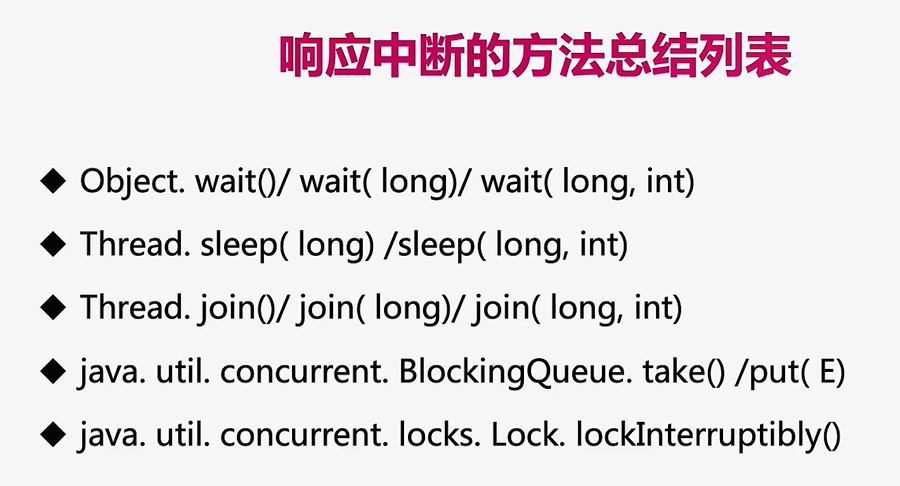 响应中断的方法总结列表
◆ Object. wait()/ wait( long)/ wait( long, int)
◆ Thread. sleep( long) /sleep( long, int)
◆ Thread. join()/ join( long)/ join( long, int)
◆ java. util. concurrent. BlockingQueue. take() /put( E)
◆ java. util. concurrent. locks. Lock. lockInterruptibly()